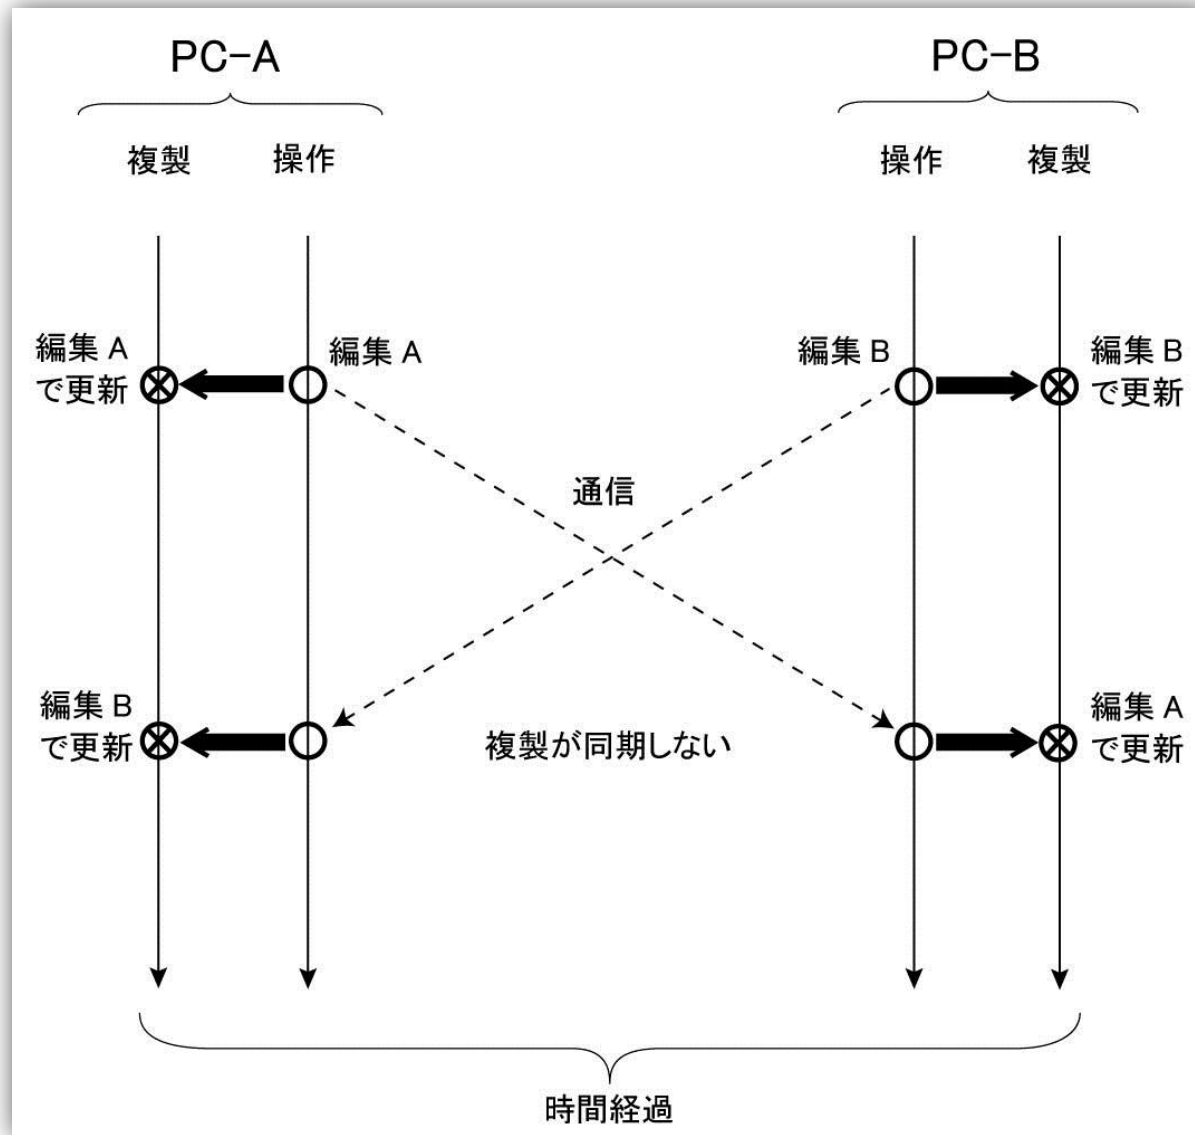 PC-A
PC-B
複製
操作
操作
複製
編集 A
で更新
編集 A
編集 B
編集 B
で更新
通信
編集 B
で更新
複製が同期しない
編集 A
で更新
時間経過